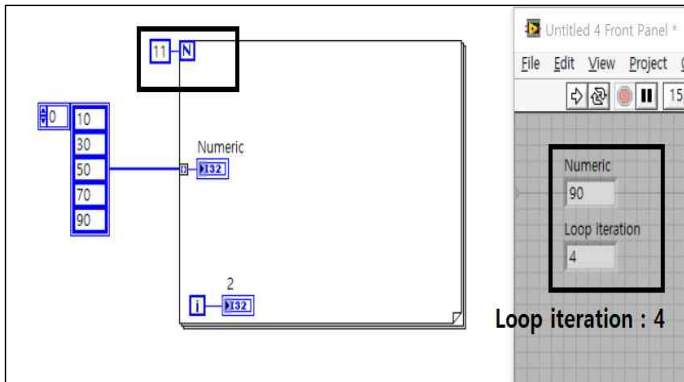 11 N
0
10
30
50
70
90
Numeric
I32
2
i
I32
Untitled 4 Front Panel *
File Edit View Project
15
Numeric
90
Loop iteration
4
Loop iteration : 4